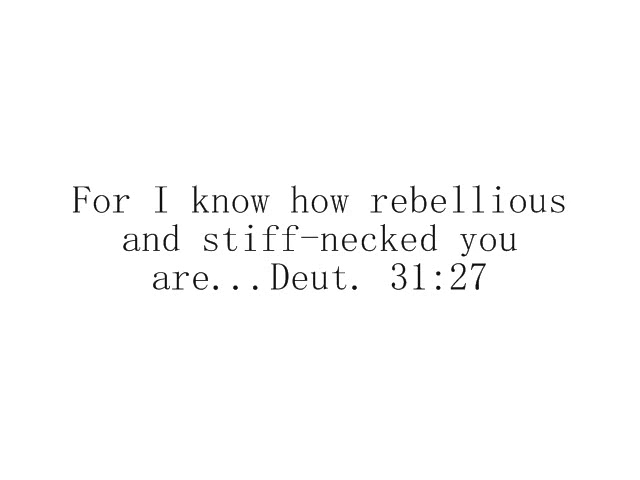 For I know how rebellious
and stiff-necked you
are...Deut. 31:27